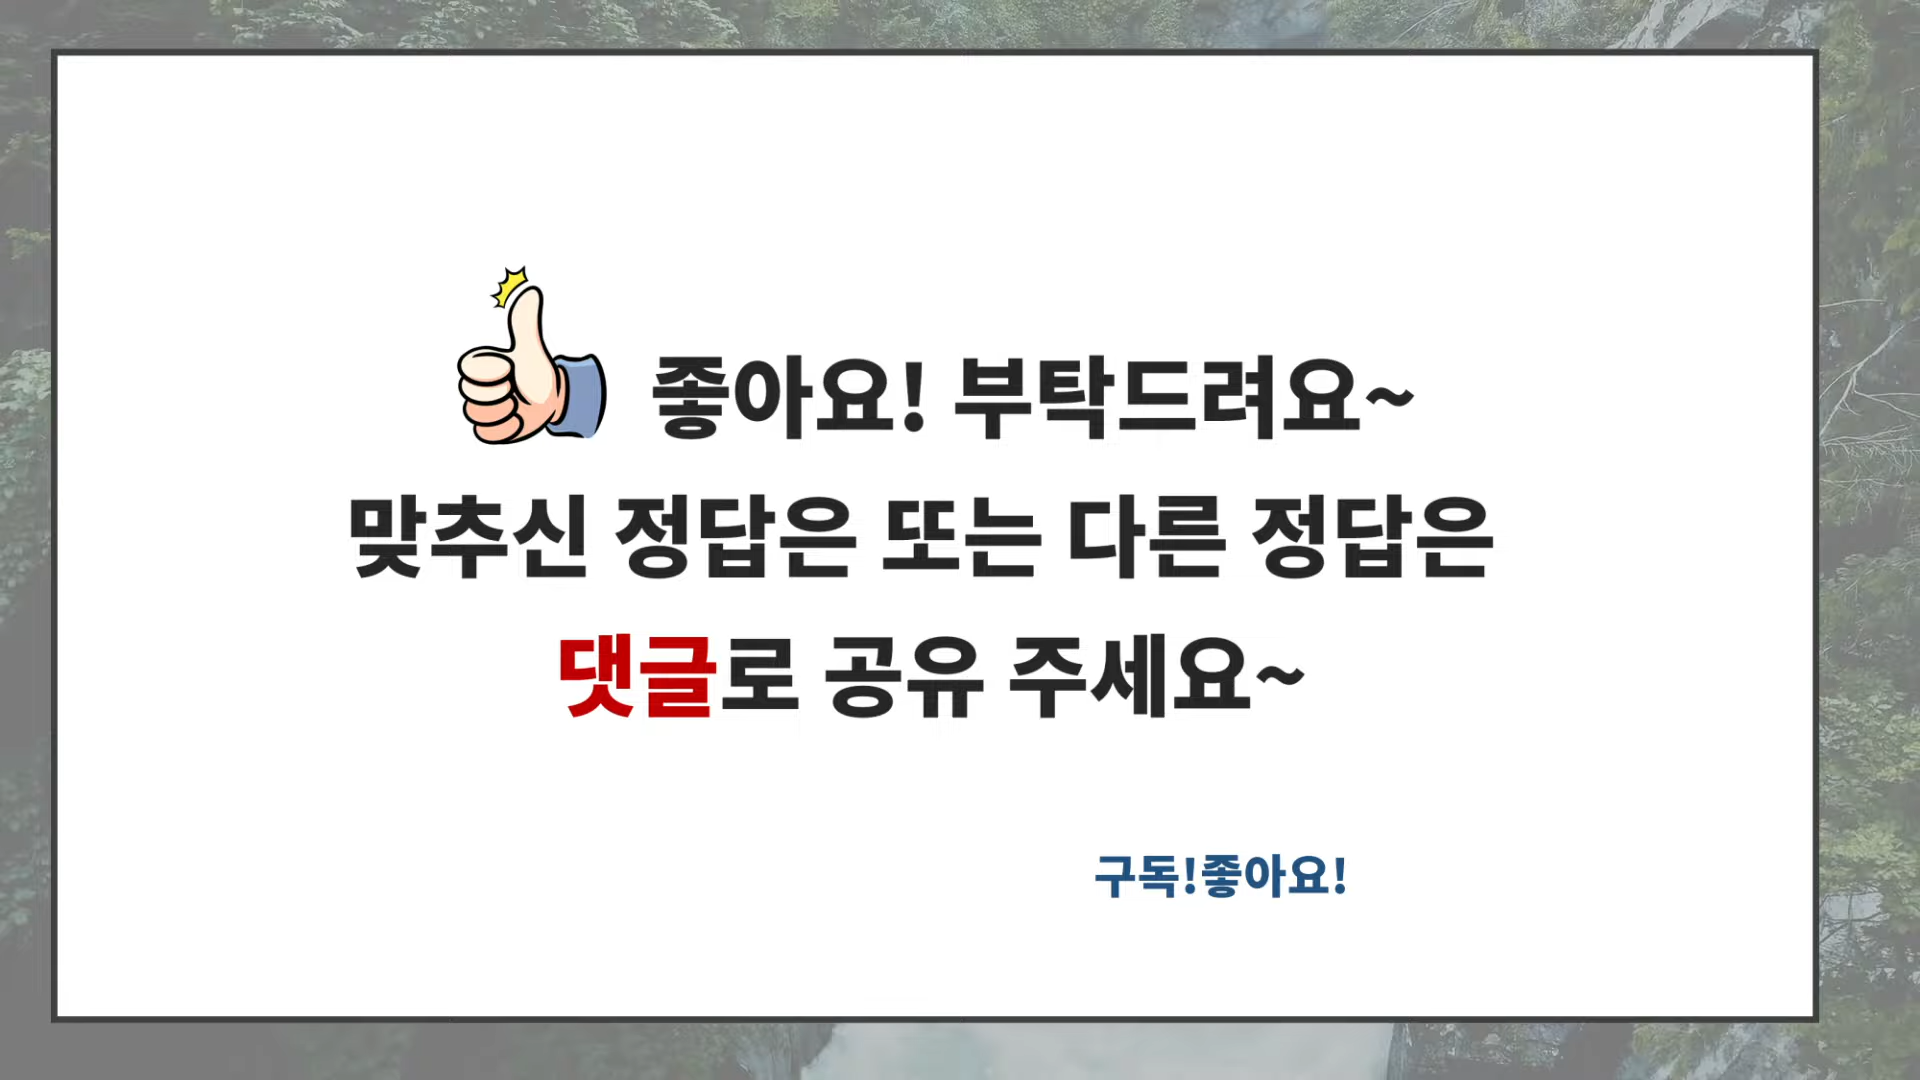 좋아요! 부탁드려요~
맞추신 정답은 또는 다른 정답은
댓글로 공유 주세요~
구독!좋아요!